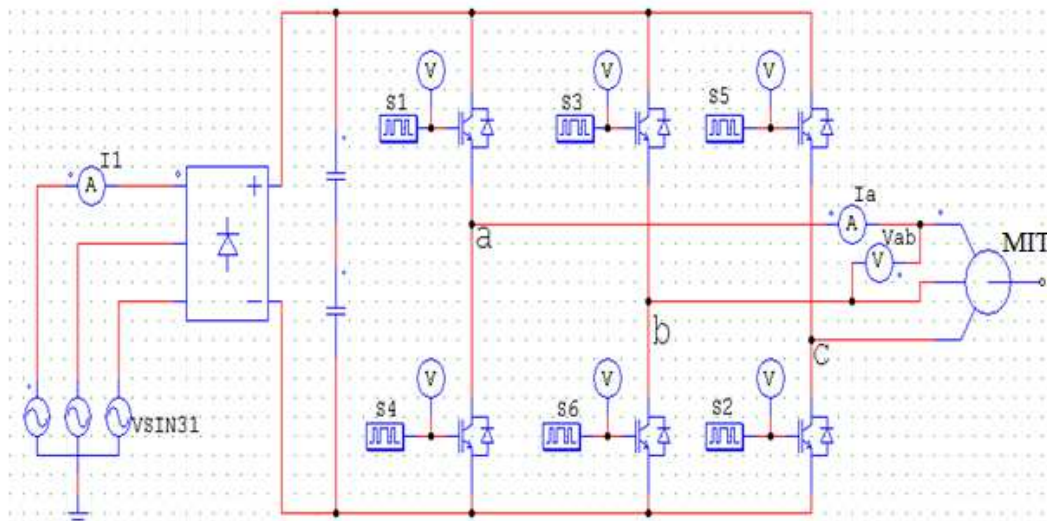 V
V
V
S1
S3
S5
I1
A
+
Ia
A
Vab
V
MIT
a
b
c
−
V
V
V
S4
S6
S2
VSIN31